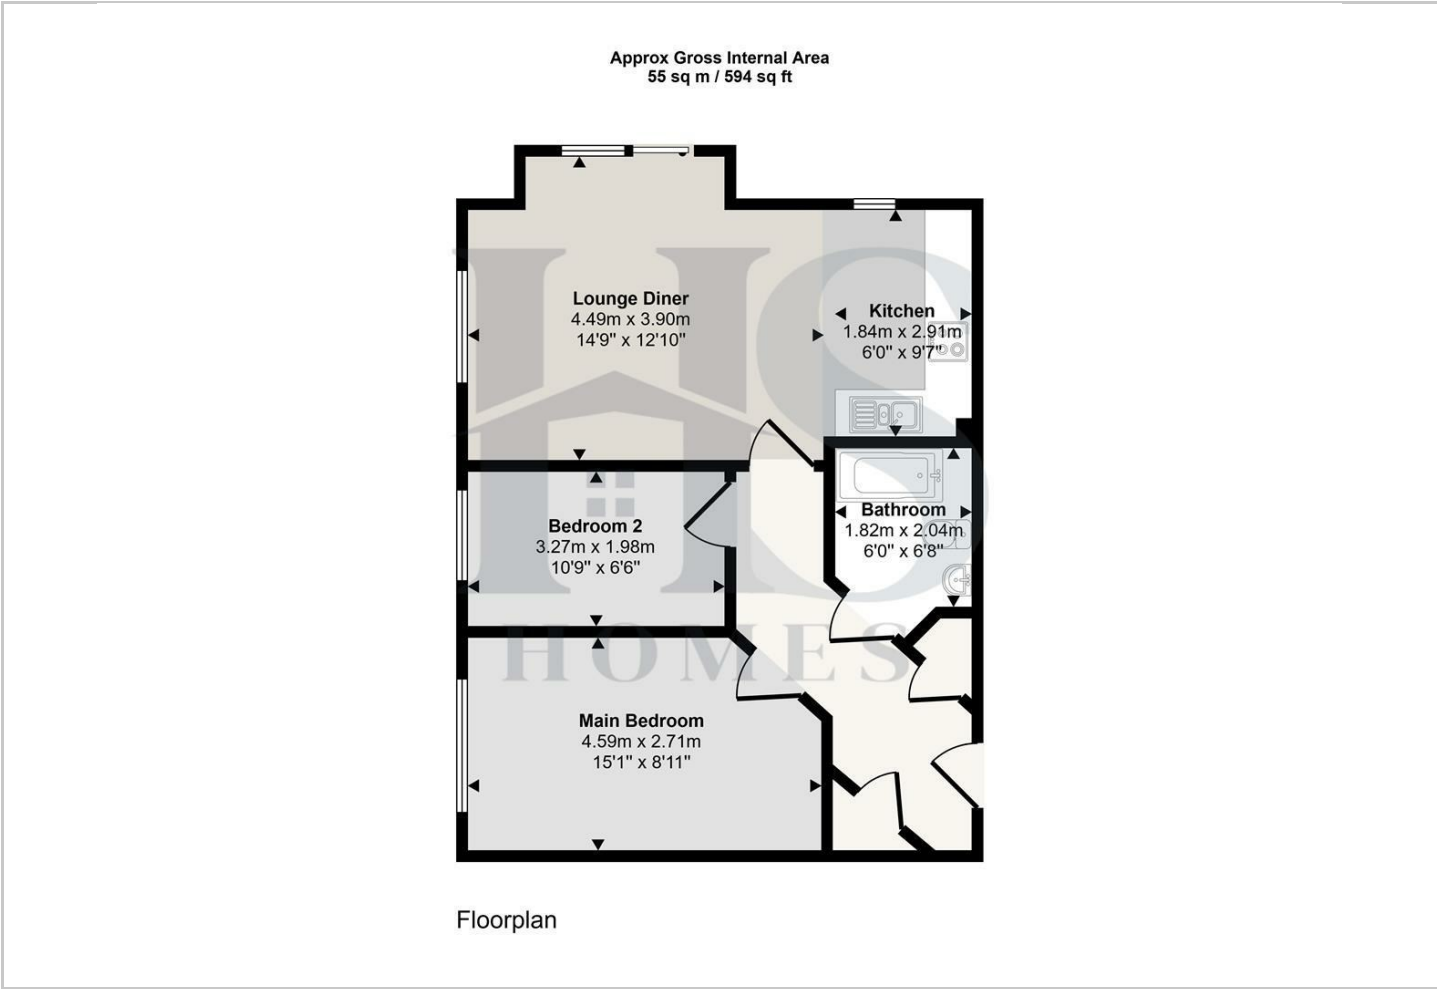 Approx Gross Internal Area
55 sq m / 594 sq ft
Lounge Diner
4.49m x 3.90m
14'9" x 12'10"
Kitchen
1.84m x 2.91m
6'0" x 9'7"
Bedroom 2
3.27m x 1.98m
10'9" x 6'6"
Bathroom
1.82m x 2.04m
6'0" x 6'8"
HS
HOMES
Main Bedroom
4.59m x 2.71m
15'1" x 8'11"
Floorplan